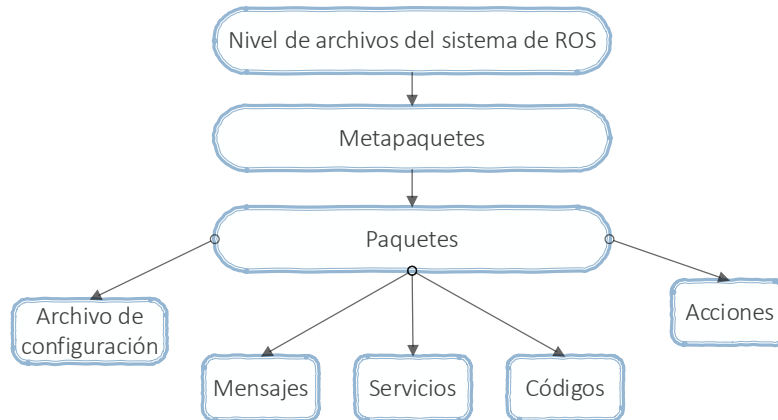 Nivel de archivos del sistema de ROS
Metapaquetes
Paquetes
Archivo de
configuración
Acciones
Mensajes
Servicios
Códigos